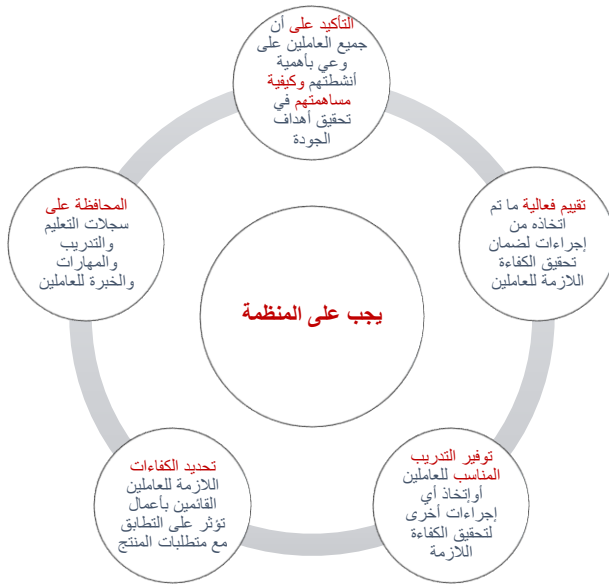 التأكيد على أن
جميع العاملين على
وعي بأهمية
أنشطتهم وكيفية
مساهمتهم في
تحقيق أهداف
الجودة
تقييم فعالية ما تم
اتخاذه من
إجراءات لضمان
تحقيق الكفاءة
اللازمة للعاملين
توفير التدريب
المناسب للعاملين
أوإتخاذ أي
إجراءات أخرى
لتحقيق الكفاءة
اللازمة
تحديد الكفاءات
اللازمة للعاملين
القائمين بأعمال
تؤثر على التطابق
مع متطلبات المنتج
المحافظة على
سجلات التعليم
والتدريب
والمهارات
والخبرة للعاملين
يجب على المنظمة